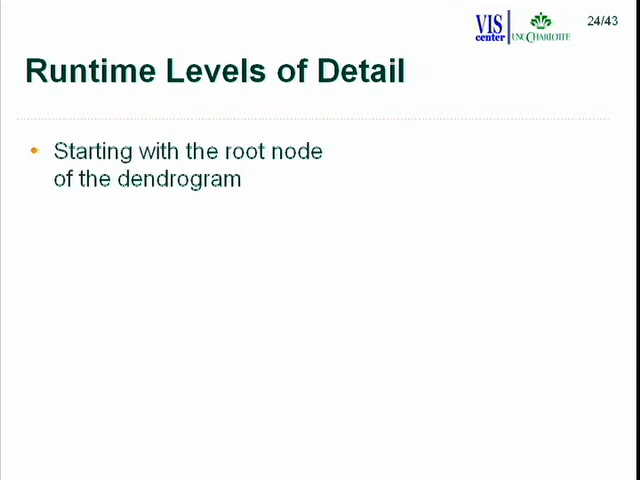 VIS
center
UNC CHARLOTTE
24/43
Runtime Levels of Detail
• Starting with the root node
of the dendrogram